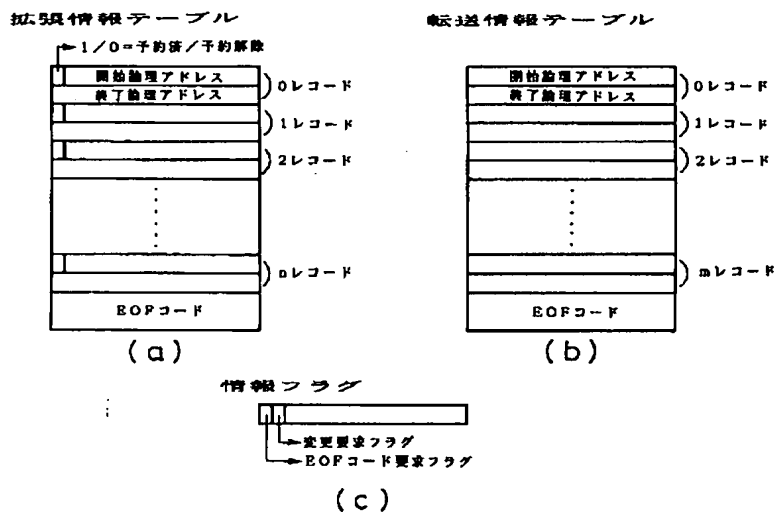 拡張情報テーブル
1/0=予約済/予約解除
開始論理アドレス
終了論理アドレス
0レコード
1レコード
2レコード
nレコード
EOFコード
(a)
転送情報テーブル
開始論理アドレス
終了論理アドレス
0レコード
1レコード
2レコード
mレコード
EOFコード
(b)
情報フラグ
変更要求フラグ
EOFコード要求フラグ
(c)